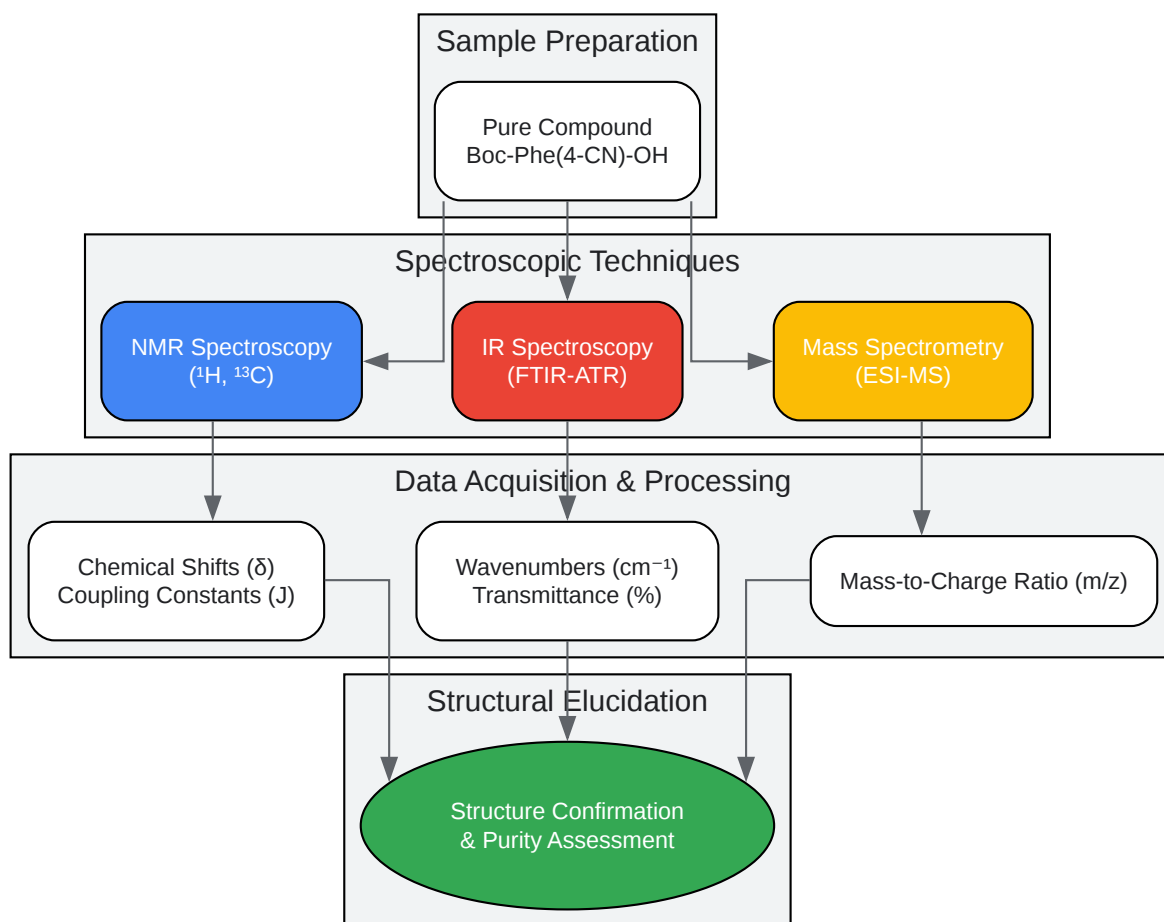 Sample Preparation
Pure Compound
Boc-Phe(4-CN)-OH
Spectroscopic Techniques
NMR Spectroscopy
(¹H, ¹³C)
IR Spectroscopy
(FTIR-ATR)
Mass Spectrometry
(ESI-MS)
Data Acquisition & Processing
Chemical Shifts (δ)
Coupling Constants (J)
Wavenumbers (cm⁻¹)
Transmittance (%)
Mass-to-Charge Ratio (m/z)
Structural Elucidation
Structure Confirmation
& Purity Assessment